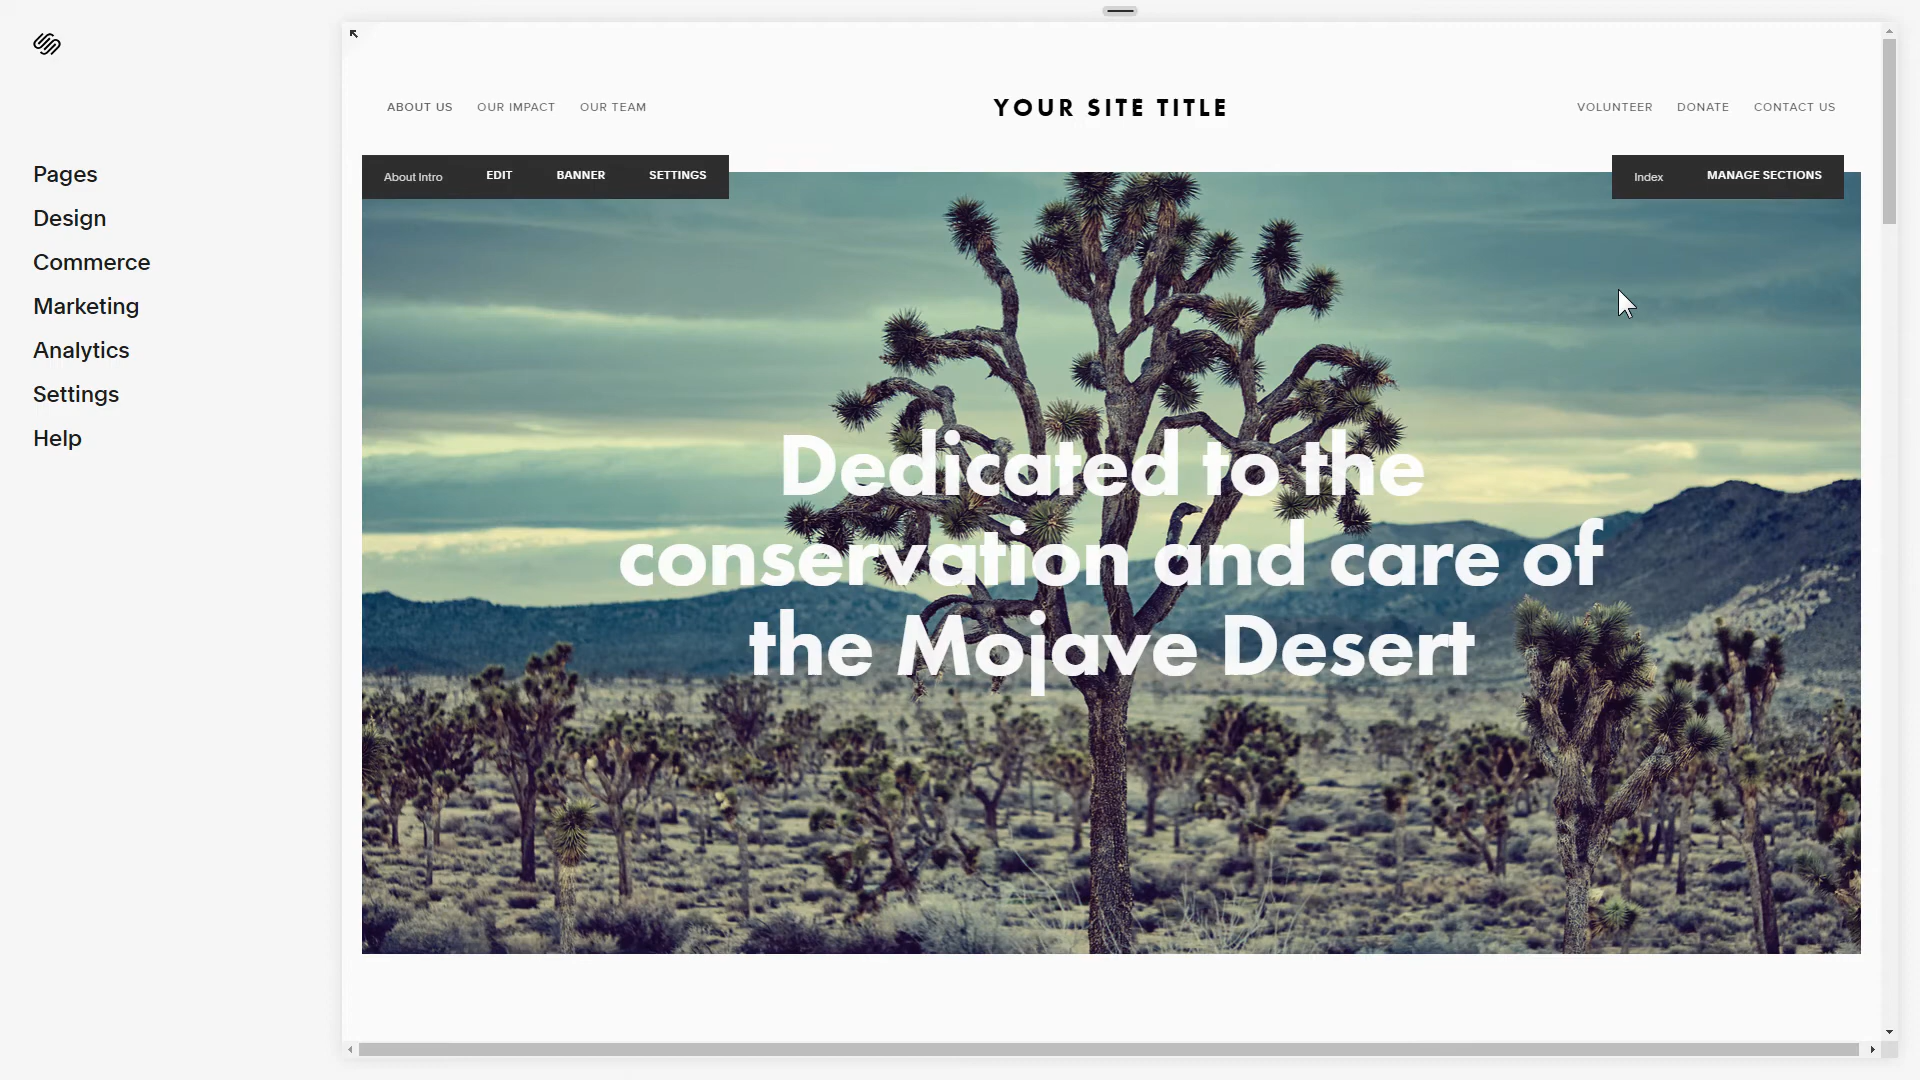 ABOUT US OUR IMPACT OUR TEAM YOUR SITE TITLE VOLUNTEER DONATE CONTACT US
Pages
Design
Commerce
Marketing
Analytics
Settings
Help
About Intro EDIT BANNER SETTINGS
Index MANAGE SECTIONS
Dedicated to the
conservation and care of
the Mojave Desert